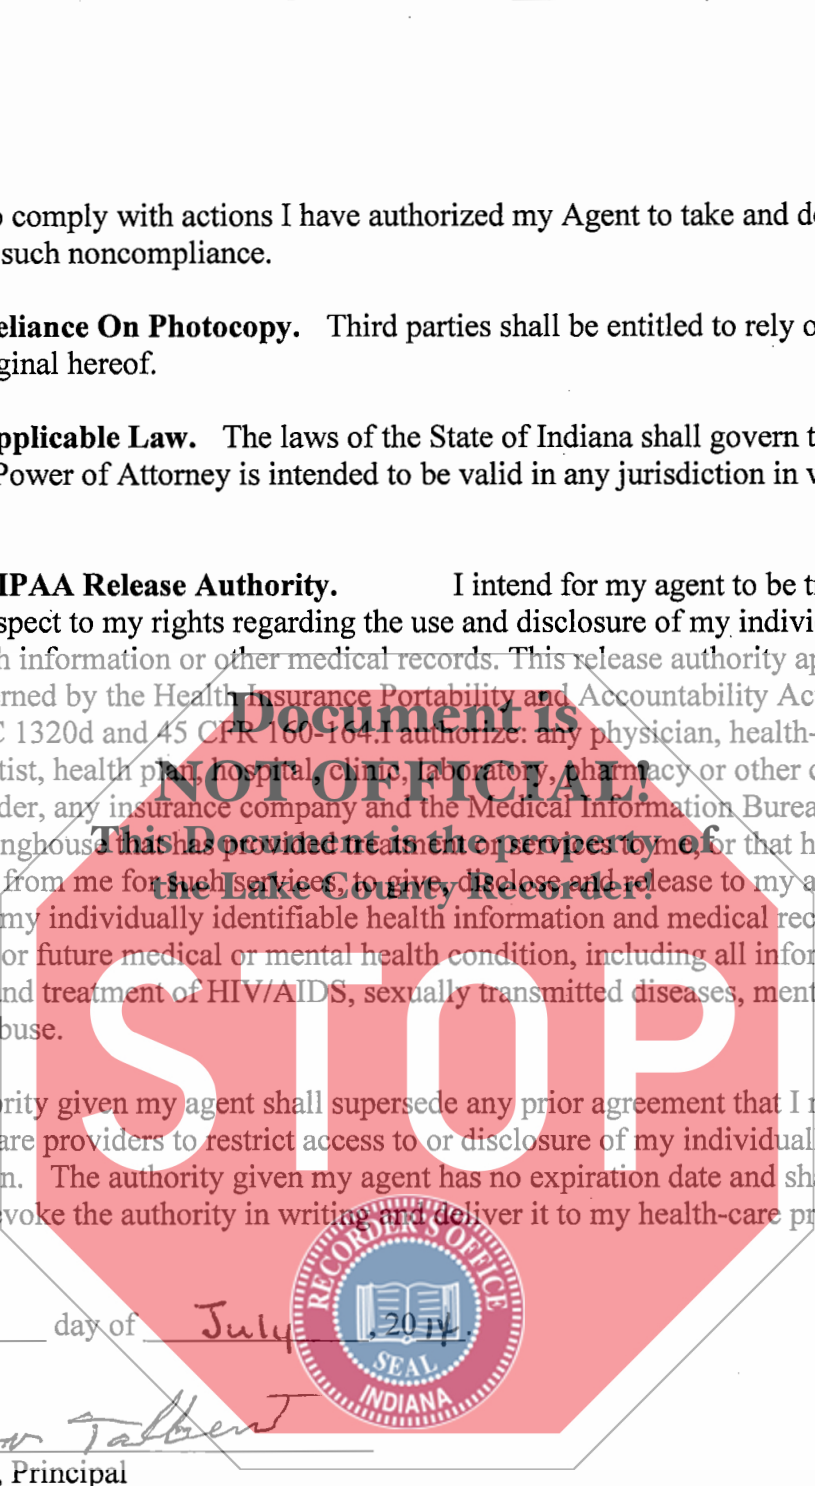 comply with actions I have authorized my Agent to take and d
such noncompliance.
eliance On Photocopy. Third parties shall be entitled to rely o
ginal hereof.
pplicable Law. The laws of the State of Indiana shall govern t
Power of Attorney is intended to be valid in any jurisdiction in
IPAA Release Authority. I intend for my agent to be t
spect to my rights regarding the use and disclosure of my indivi
h information or other medical records. This release authority ap
rned by the Health Insurance Portability and Accountability Ac
C 1320d and 45 CFR 160-164.I authorize: any physician, health-
Document is
tist, health plan, hospital, clinic, laboratory, pharmacy or other
NOT OFFICIAL!
der, any insurance company and the Medical Information Burea
inghouse that has provided treatment or services to me, or that h
This Document is the property of
from me for such services, to give, disclose and release to my a
the Lake County Recorder!
my individually identifiable health information and medical rec
or future medical or mental health condition, including all infor
nd treatment of HIV/AIDS, sexually transmitted diseases, ment
buse.
STOP
rity given my agent shall supersede any prior agreement that I
are providers to restrict access to or disclosure of my individual
n. The authority given my agent has no expiration date and sh
voke the authority in writing and deliver it to my health-care pr
RECORDER'S OFFICE
SEAL
INDIANA
day of July, 2014.
Talbert
, Principal